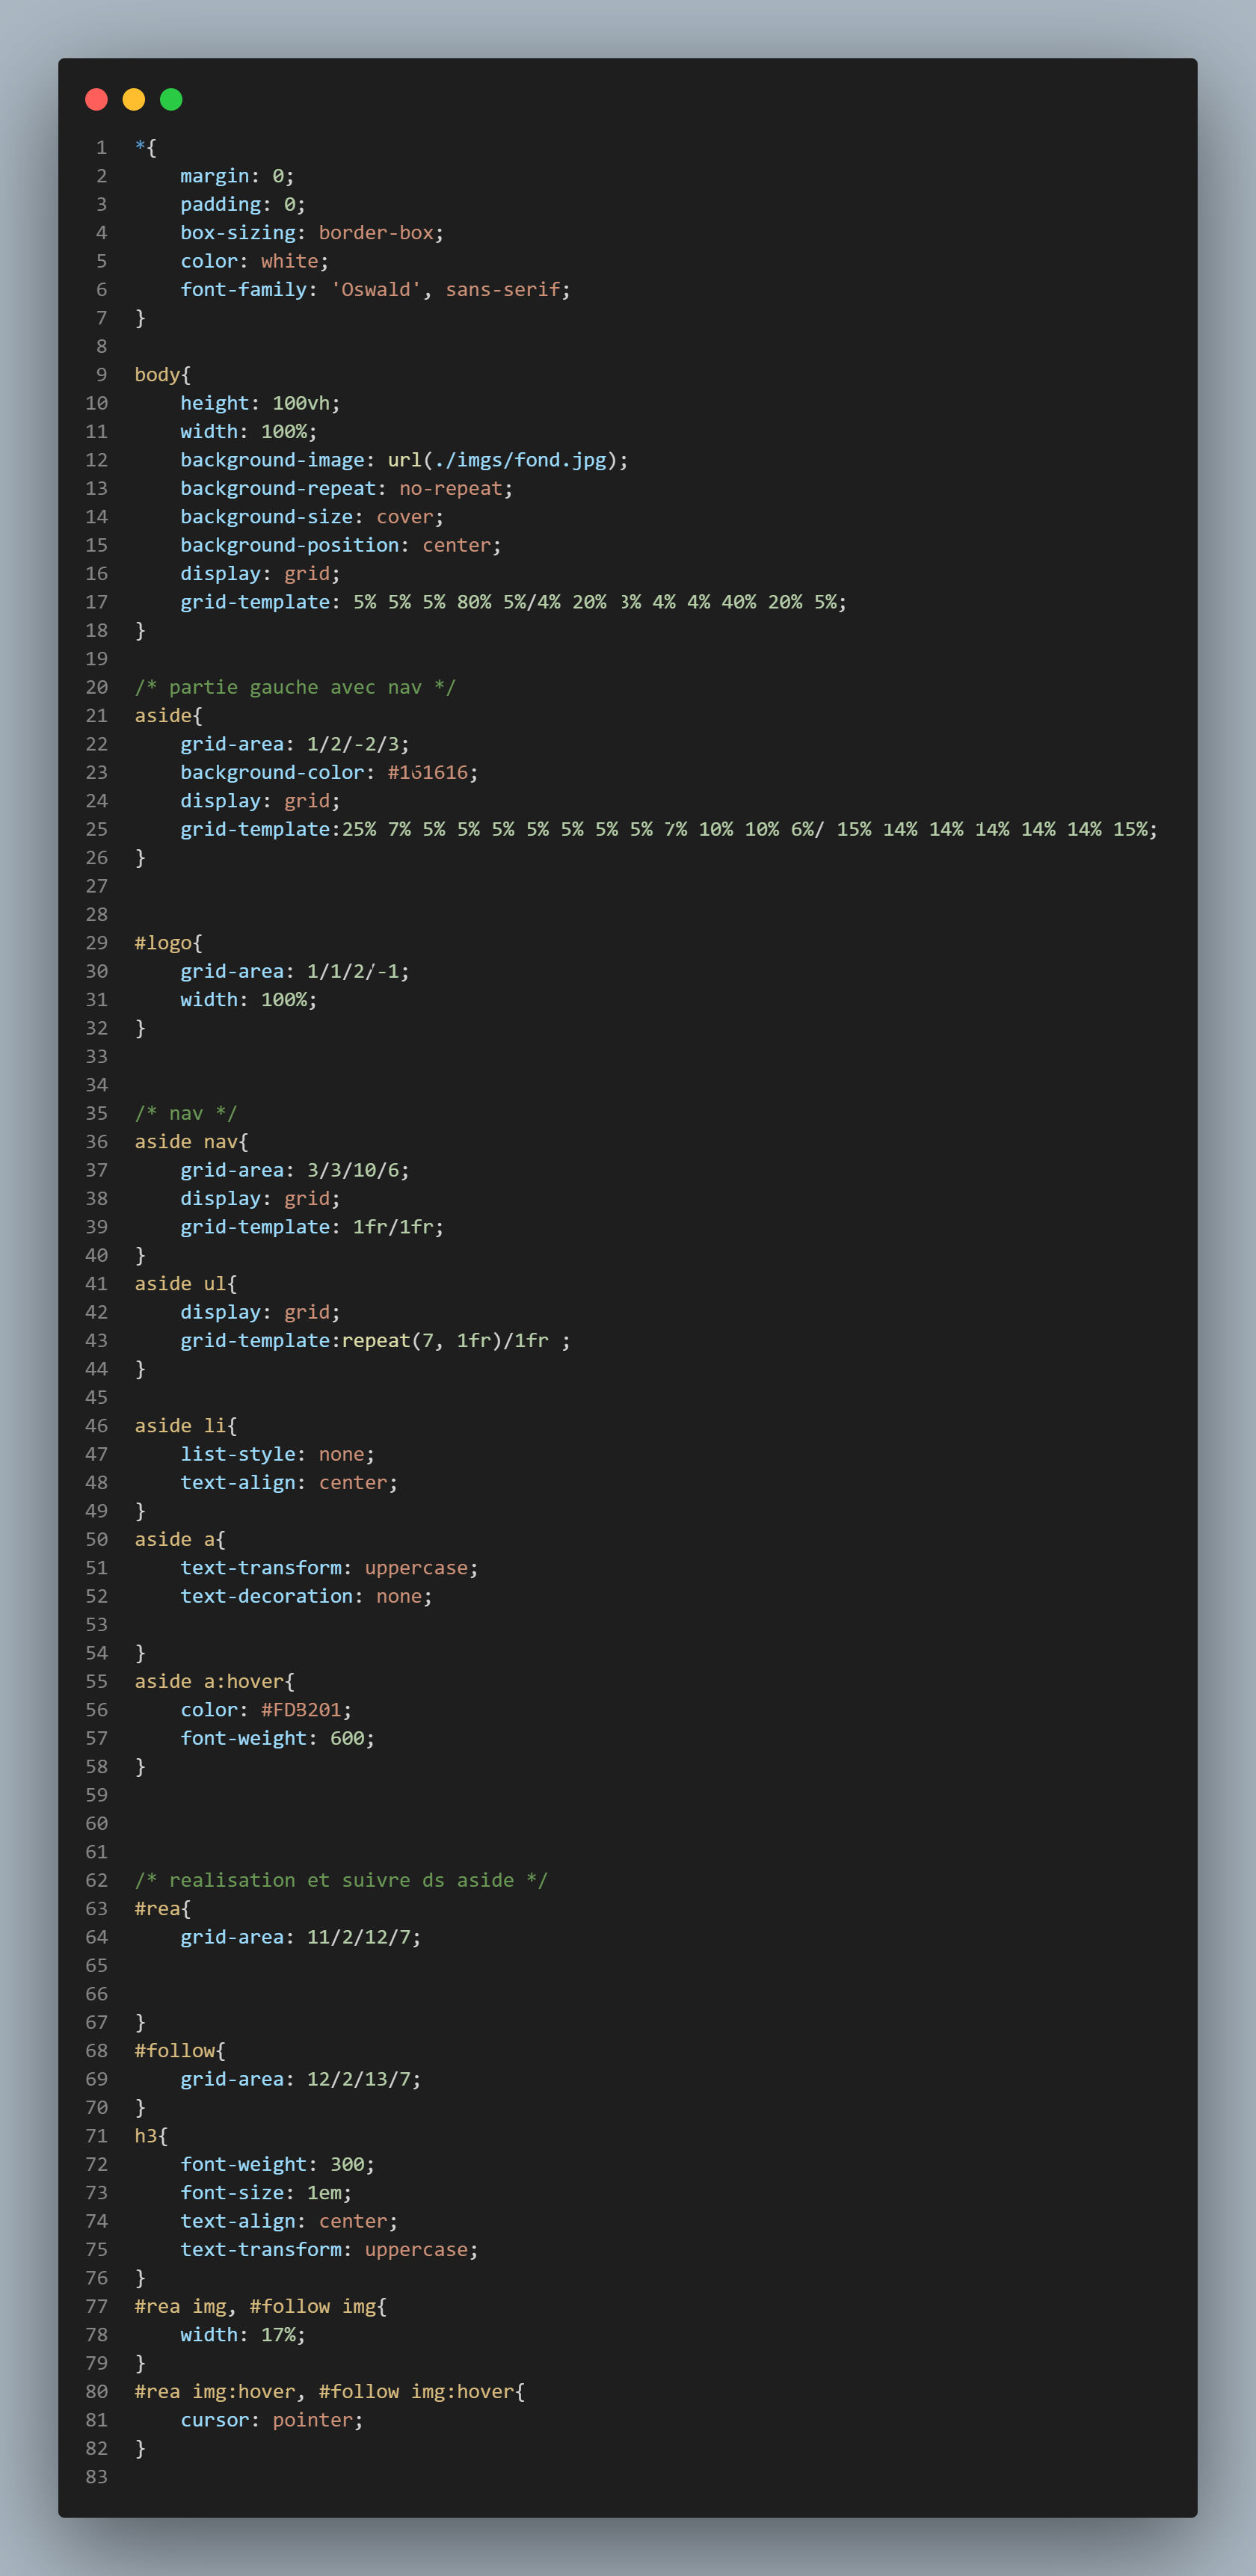 1 *{
2 margin: 0;
3 padding: 0;
4 box-sizing: border-box;
5 color: white;
6 font-family: 'Oswald', sans-serif;
7 }
8
9 body{
10 height: 100vh;
11 width: 100%;
12 background-image: url(./imgs/fond.jpg);
13 background-repeat: no-repeat;
14 background-size: cover;
15 background-position: center;
16 display: grid;
17 grid-template: 5% 5% 5% 80% 5%/4% 20% 3% 4% 4% 40% 20% 5%;
18 }
19
20 /* partie gauche avec nav */
21 aside{
22 grid-area: 1/2/-2/3;
23 background-color: #161616;
24 display: grid;
25 grid-template:25% 7% 5% 5% 5% 5% 5% 5% 5% 7% 10% 10% 6%/ 15% 14% 14% 14% 14% 14% 15%;
26 }
27
28
29 #logo{
30 grid-area: 1/1/2/-1;
31 width: 100%;
32 }
33
34
35 /* nav */
36 aside nav{
37 grid-area: 3/3/10/6;
38 display: grid;
39 grid-template: 1fr/1fr;
40 }
41 aside ul{
42 display: grid;
43 grid-template:repeat(7, 1fr)/1fr ;
44 }
45
46 aside li{
47 list-style: none;
48 text-align: center;
49 }
50 aside a{
51 text-transform: uppercase;
52 text-decoration: none;
53
54 }
55 aside a:hover{
56 color: #FDB201;
57 font-weight: 600;
58 }
59
60
61
62 /* realisation et suivre ds aside */
63 #rea{
64 grid-area: 11/2/12/7;
65
66
67 }
68 #follow{
69 grid-area: 12/2/13/7;
70 }
71 h3{
72 font-weight: 300;
73 font-size: 1em;
74 text-align: center;
75 text-transform: uppercase;
76 }
77 #rea img, #follow img{
78 width: 17%;
79 }
80 #rea img:hover, #follow img:hover{
81 cursor: pointer;
82 }
83